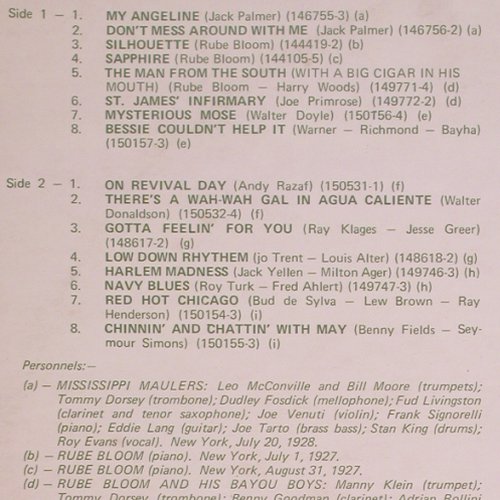 Side 1 – 1. MY ANGELINE (Jack Palmer) (146755-3) (a)
2. DON'T MESS AROUND WITH ME (Jack Palmer) (146756-2) (a)
3. SILHOUETTE (Rube Bloom) (144419-2) (b)
4. SAPPHIRE (Rube Bloom) (144105-5) (c)
5. THE MAN FROM THE SOUTH (WITH A BIG CIGAR IN HIS
MOUTH) (Rube Bloom – Harry Woods) (149771-4) (d)
6. ST. JAMES' INFIRMARY (Joe Primrose) (149772-2) (d)
7. MYSTERIOUS MOSE (Walter Doyle) (150156-4) (e)
8. BESSIE COULDN'T HELP IT (Warner – Richmond – Bayha)
(150157-3) (e)
Side 2 – 1. ON REVIVAL DAY (Andy Razaf) (150531-1) (f)
2. THERE'S A WAH-WAH GAL IN AGUA CALIENTE (Walter
Donaldson) (150532-4) (f)
3. GOTTA FEELIN' FOR YOU (Ray Klages – Jesse Greer)
(148617-2) (g)
4. LOW DOWN RHYTHEM (jo Trent – Louis Alter) (148618-2) (g)
5. HARLEM MADNESS (Jack Yellen – Milton Ager) (149746-3) (h)
6. NAVY BLUES (Roy Turk – Fred Ahlert) (149747-3) (h)
7. RED HOT CHICAGO (Bud de Sylva – Lew Brown – Ray
Henderson) (150154-3) (i)
8. CHINNIN' AND CHATTIN' WITH MAY (Benny Fields – Sey-
mour Simons) (150155-3) (i)
Personnels:–
(a) – MISSISSIPPI MAULERS: Leo McConville and Bill Moore (trumpets);
Tommy Dorsey (trombone); Dudley Fosdick (mellophone); Fud Livingston
(clarinet and tenor saxophone); Joe Venuti (violin); Frank Signorelli
(piano); Eddie Lang (guitar); Joe Tarto (brass bass); Stan King (drums);
Roy Evans (vocal). New York, July 20, 1928.
(b) – RUBE BLOOM (piano). New York, July 1, 1927.
(c) – RUBE BLOOM (piano). New York, August 31, 1927.
(d) – RUBE BLOOM AND HIS BAYOU BOYS: Manny Klein (trumpet);
Tommy Dorsey (trombone); Benny Goodman (clarinet); Adrian Rollini